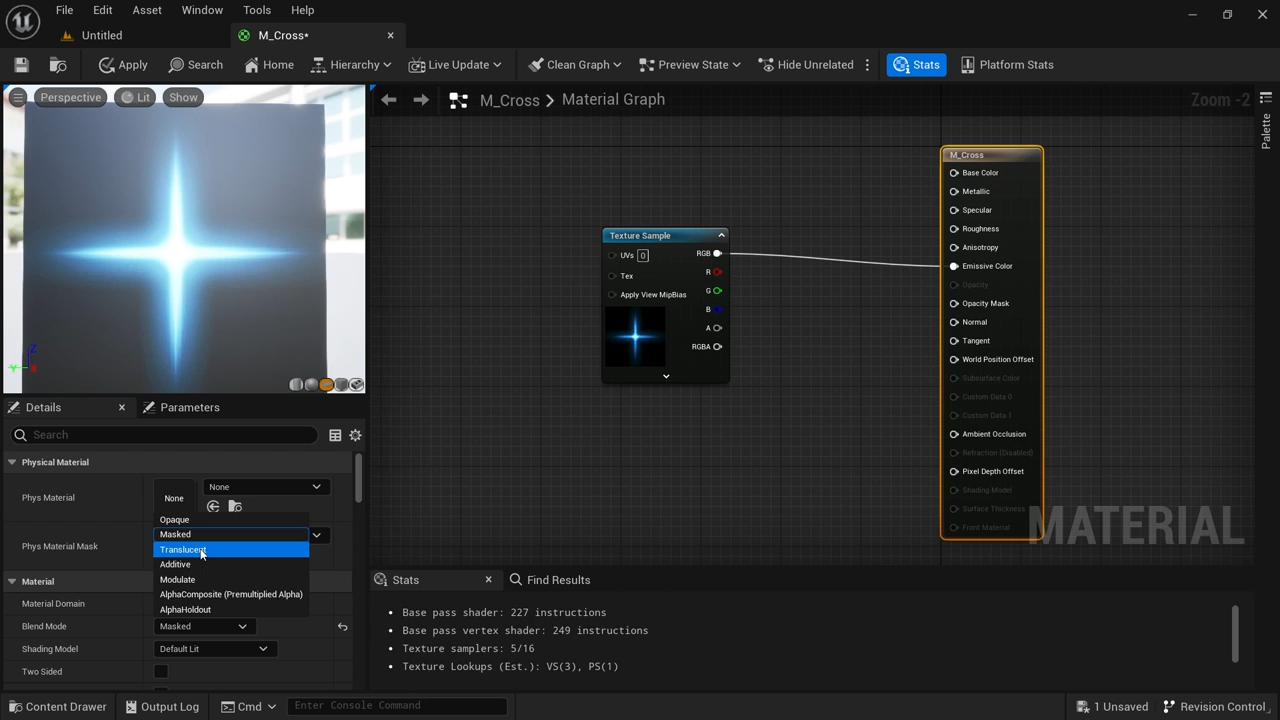 File Edit Asset Window Tools Help
Untitled M_Cross*
Apply Search Home Hierarchy Live Update Clean Graph Preview State Hide Unrelated Stats Platform Stats
Perspective Lit Show
M_Cross > Material Graph
Zoom -2
Palette
Z
Y
X
Texture Sample
UVs 0
Tex
Apply View MipBias
RGB
R
G
B
A
RGBA
M_Cross
Base Color
Metallic
Specular
Roughness
Anisotropy
Emissive Color
Opacity
Opacity Mask
Normal
Tangent
World Position Offset
Subsurface Color
Custom Data 0
Custom Data 1
Ambient Occlusion
Refraction (Disabled)
Pixel Depth Offset
Shading Model
Surface Thickness
Front Material
MATERIAL
Details Parameters
Search
Physical Material
Phys Material None None
Phys Material Mask
Opaque
Masked
Translucent
Additive
Modulate
AlphaComposite (Premultiplied Alpha)
AlphaHoldout
Material
Material Domain
Blend Mode Masked
Shading Model Default Lit
Two Sided
Stats Find Results
Base pass shader: 227 instructions
Base pass vertex shader: 249 instructions
Texture samplers: 5/16
Texture Lookups (Est.): VS(3), PS(1)
Content Drawer Output Log Cmd Enter Console Command 1 Unsaved Revision Control